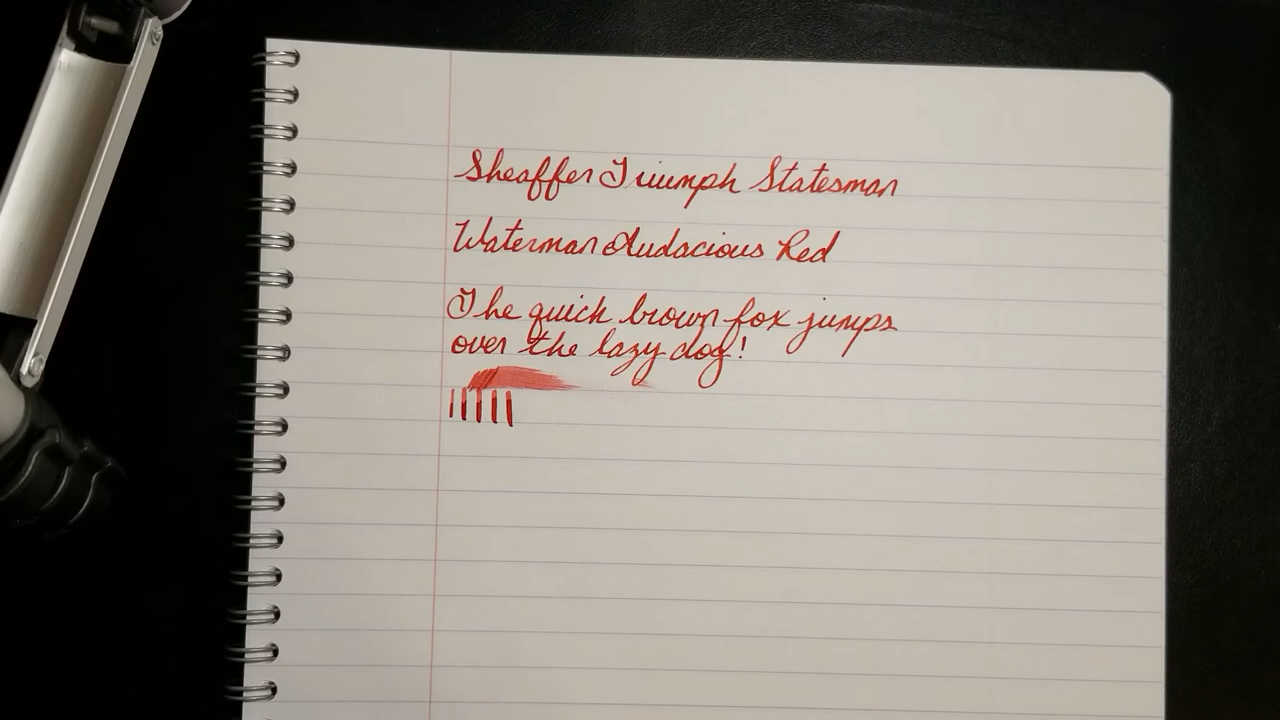 Sheaffer Triumph Statesman
Waterman Audacious Red
The quick brown fox jumps
over the lazy dog!